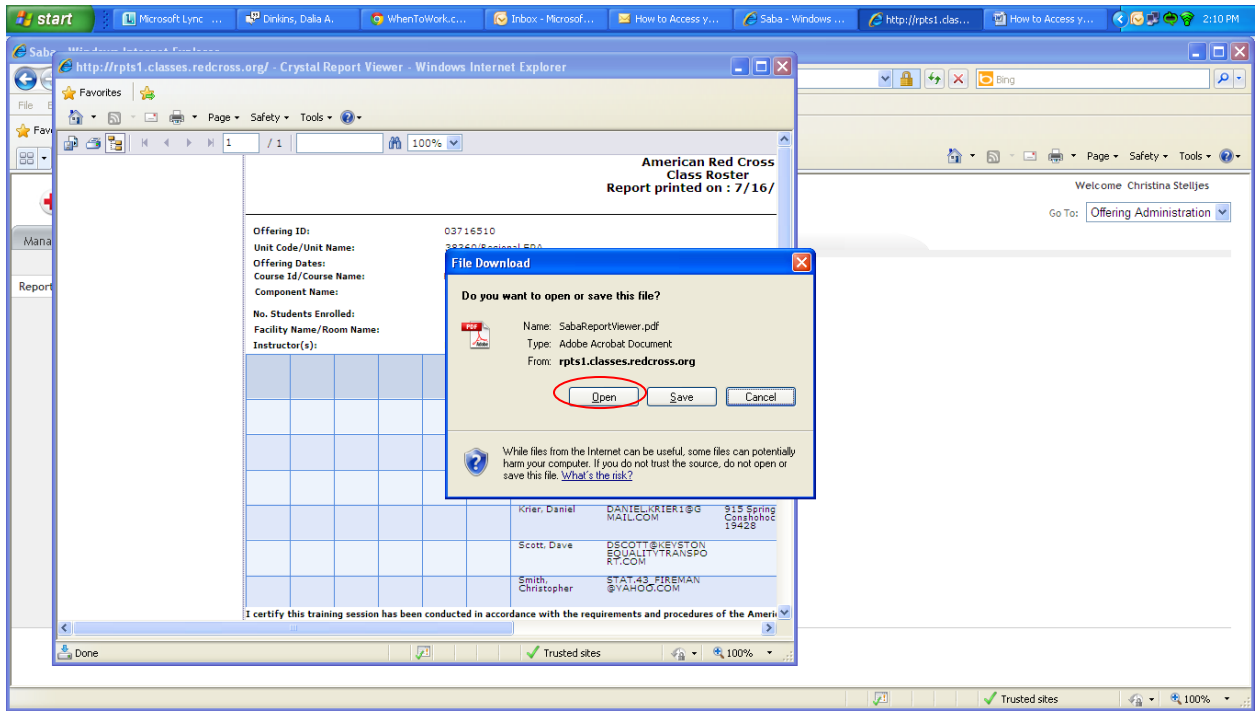 start
Microsoft Lync ...
Dinkins, Dalia A.
WhenToWork.c...
Inbox - Microsof...
How to Access y...
Saba - Windows ...
http://rpts1.clas...
How to Access y...
2:10 PM
http://rpts1.classes.redcross.org/ - Crystal Report Viewer - Windows Internet Explorer
Bing
Favorites
File
Page Safety Tools
Page Safety Tools
1 / 1 100%
American Red Cross
Class Roster
Report printed on : 7/16/
Welcome Christina Stelljes
Go To: Offering Administration
Mana
Report
Offering ID: 03716510
Unit Code/Unit Name:
Offering Dates:
Course Id/Course Name:
Component Name:
No. Students Enrolled:
Facility Name/Room Name:
Instructor(s):
File Download
Do you want to open or save this file?
Name: SabaReportViewer.pdf
Type: Adobe Acrobat Document
From: rpts1.classes.redcross.org
Open Save Cancel
While files from the Internet can be useful, some files can potentially
harm your computer. If you do not trust the source, do not open or
save this file. What's the risk?
Krier, Daniel DANIEL.KRIER1@G 915 Spring
MAIL.COM Conshohoc
19428
Scott, Dave DSCOTT@KEYSTON
EQUALITYTRANSPO
RT.COM
Smith, STAT.43_FIREMAN
Christopher @YAHOO.COM
I certify this training session has been conducted in accordance with the requirements and procedures of the Ameri
Done Trusted sites 100%
Trusted sites 100%